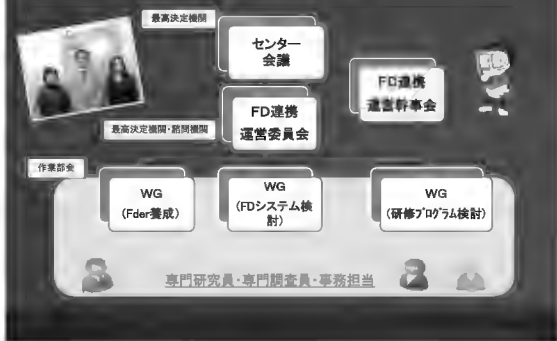 最高決定機関
センター
会議
FD連携
運営幹事会
FD連携
運営委員会
最高決定機関・諮問機関
作業部会
WG
(Fder養成)
WG
(FDシステム検
討)
WG
(研修プログラム検討)
専門研究員・専門調査員・事務担当